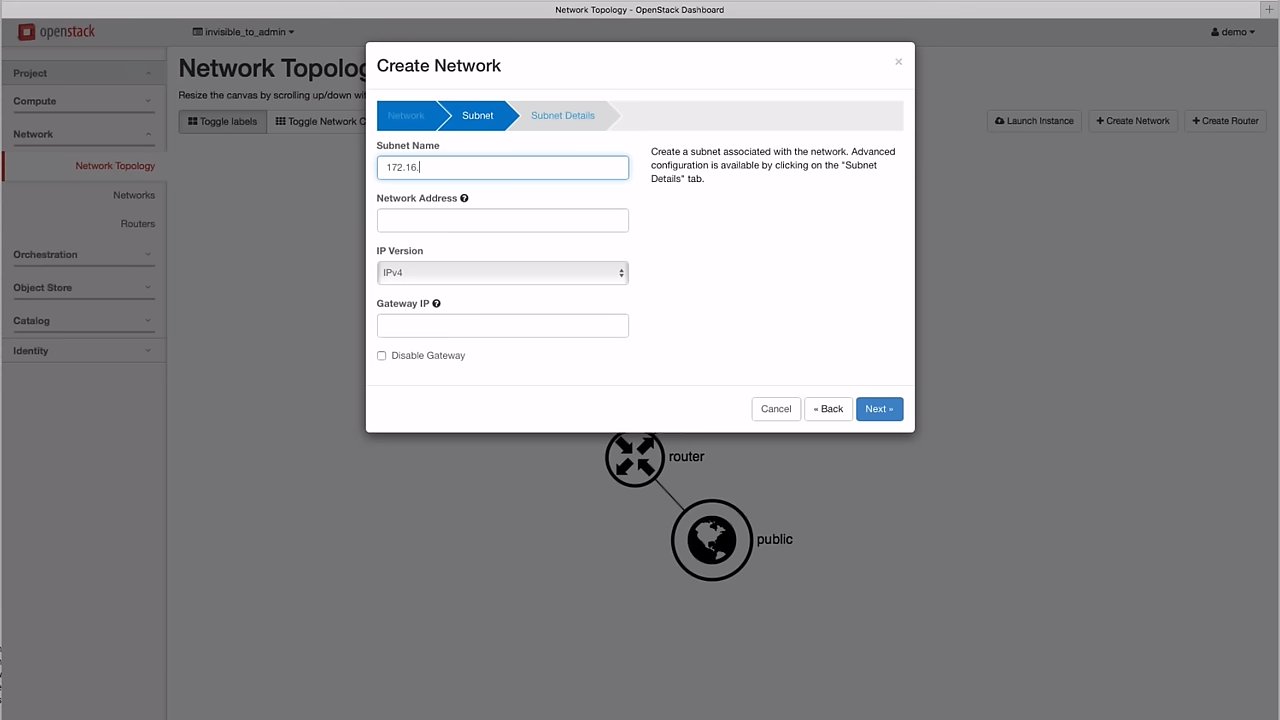 Network Topology - OpenStack Dashboard
openstack
invisible_to_admin
demo
Project
Compute
Network
Network Topology
Networks
Routers
Orchestration
Object Store
Catalog
Identity
Network Topolog
Resize the canvas by scrolling up/down wit
Toggle labels
Toggle Network C
Launch Instance
+ Create Network
+ Create Router
Create Network
×
Network
Subnet
Subnet Details
Subnet Name
172.16.
Network Address
IP Version
IPv4
Gateway IP
Disable Gateway
Create a subnet associated with the network. Advanced
configuration is available by clicking on the "Subnet
Details" tab.
Cancel
« Back
Next »
router
public